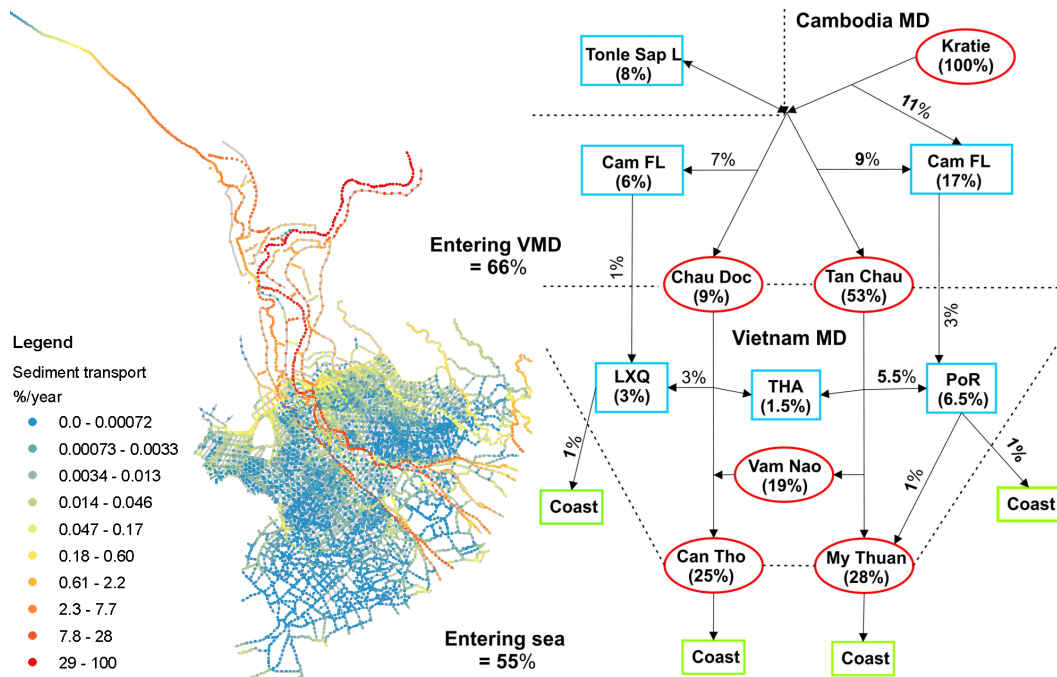 Cambodia MD
Tonle Sap L
(8%)
Kratie
(100%)
11%
Cam FL
(6%)
7%
9%
Cam FL
(17%)
Entering VMD
= 66%
1%
Chau Doc
(9%)
Tan Chau
(53%)
3%
Vietnam MD
LXQ
(3%)
3%
THA
(1.5%)
5.5%
PoR
(6.5%)
1%
Vam Nao
(19%)
1%
1%
Coast
Coast
Can Tho
(25%)
My Thuan
(28%)
Entering sea
= 55%
Coast
Coast
Legend
Sediment transport
%/year
0.0 - 0.00072
0.00073 - 0.0033
0.0034 - 0.013
0.014 - 0.046
0.047 - 0.17
0.18 - 0.60
0.61 - 2.2
2.3 - 7.7
7.8 - 28
29 - 100